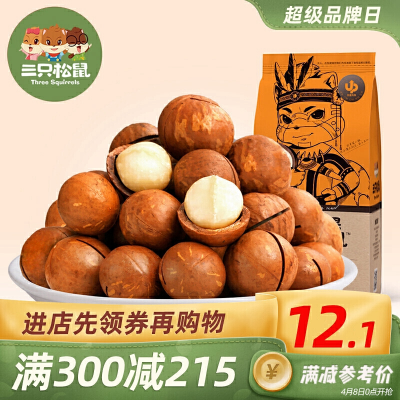 超级品牌日
三只松鼠
Three Squirrels
进店先领券再购物
12.1
满300减215
¥
满减参考价
4月8日0点开抢